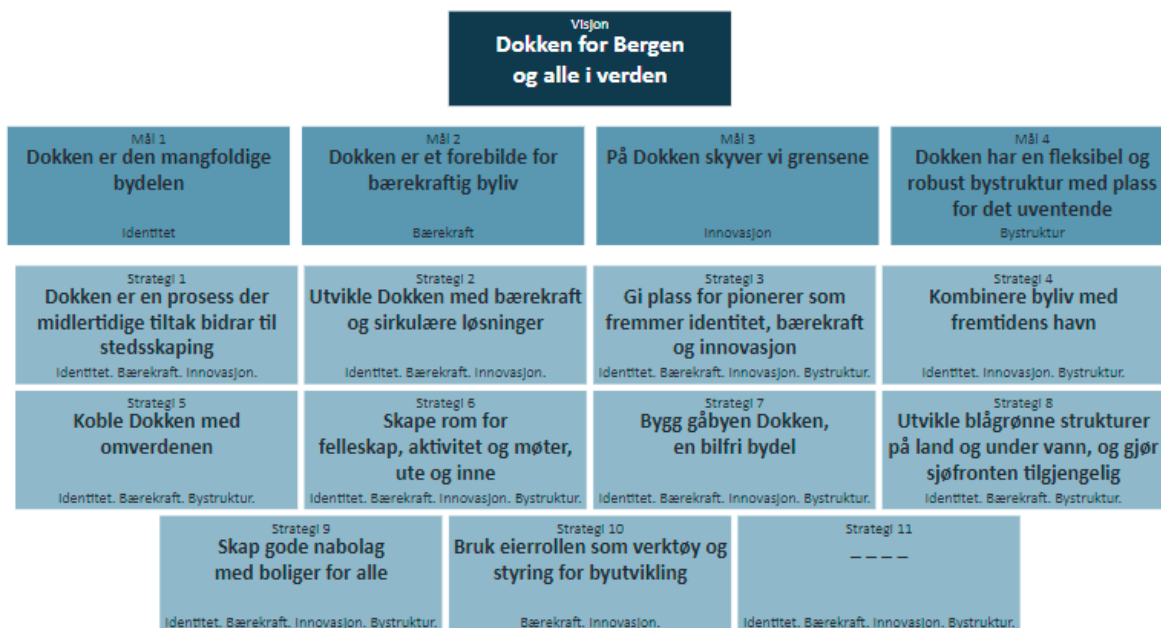 Visjon
Dokken for Bergen
og alle i verden
Mål 1
Dokken er den mangfoldige
bydelen
Identitet
Mål 2
Dokken er et forebilde for
bærekraftig byliv
Bærekraft
Mål 3
På Dokken skyver vi grensene
Innovasjon
Mål 4
Dokken har en fleksibel og
robust bystruktur med plass
for det uventende
Bystruktur
Strategi 1
Dokken er en prosess der
midlertidige tiltak bidrar til
stedsskaping
Identitet. Bærekraft. Innovasjon.
Strategi 2
Utvikle Dokken med bærekraft
og sirkulære løsninger
Identitet. Bærekraft. Innovasjon.
Strategi 3
Gi plass for pionerer som
fremmer identitet, bærekraft
og innovasjon
Identitet. Bærekraft. Innovasjon. Bystruktur.
Strategi 4
Kombinere byliv med
fremtidens havn
Identitet. Innovasjon. Bystruktur.
Strategi 5
Koble Dokken med
omverdenen
Identitet. Bærekraft. Bystruktur.
Strategi 6
Skape rom for
felleskap, aktivitet og møter,
ute og inne
Identitet. Bærekraft. Innovasjon. Bystruktur.
Strategi 7
Bygg gåbyen Dokken,
en bilfri bydel
Identitet. Bærekraft. Innovasjon. Bystruktur.
Strategi 8
Utvikle blågrønne strukturer
på land og under vann, og gjør
sjøfronten tilgjengelig
Identitet. Bærekraft. Bystruktur.
Strategi 9
Skap gode nabolag
med boliger for alle
Identitet. Bærekraft. Innovasjon. Bystruktur.
Strategi 10
Bruk eierrollen som verktøy og
styring for byutvikling
Bærekraft. Innovasjon.
Strategi 11
_ _ _ _
Identitet. Bærekraft. Innovasjon. Bystruktur.